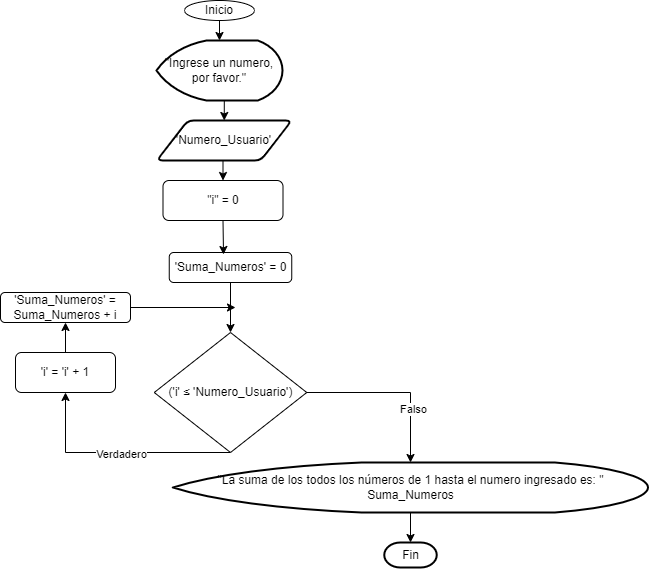 Inicio
"Ingrese un numero,
por favor."
'Numero_Usuario'
"i" = 0
'Suma_Numeros' = 0
'Suma_Numeros' =
Suma_Numeros + i
'i' = 'i' + 1
('i' ≤ 'Numero_Usuario')
Falso
Verdadero
"La suma de los todos los números de 1 hasta el numero ingresado es: "
Suma_Numeros
Fin